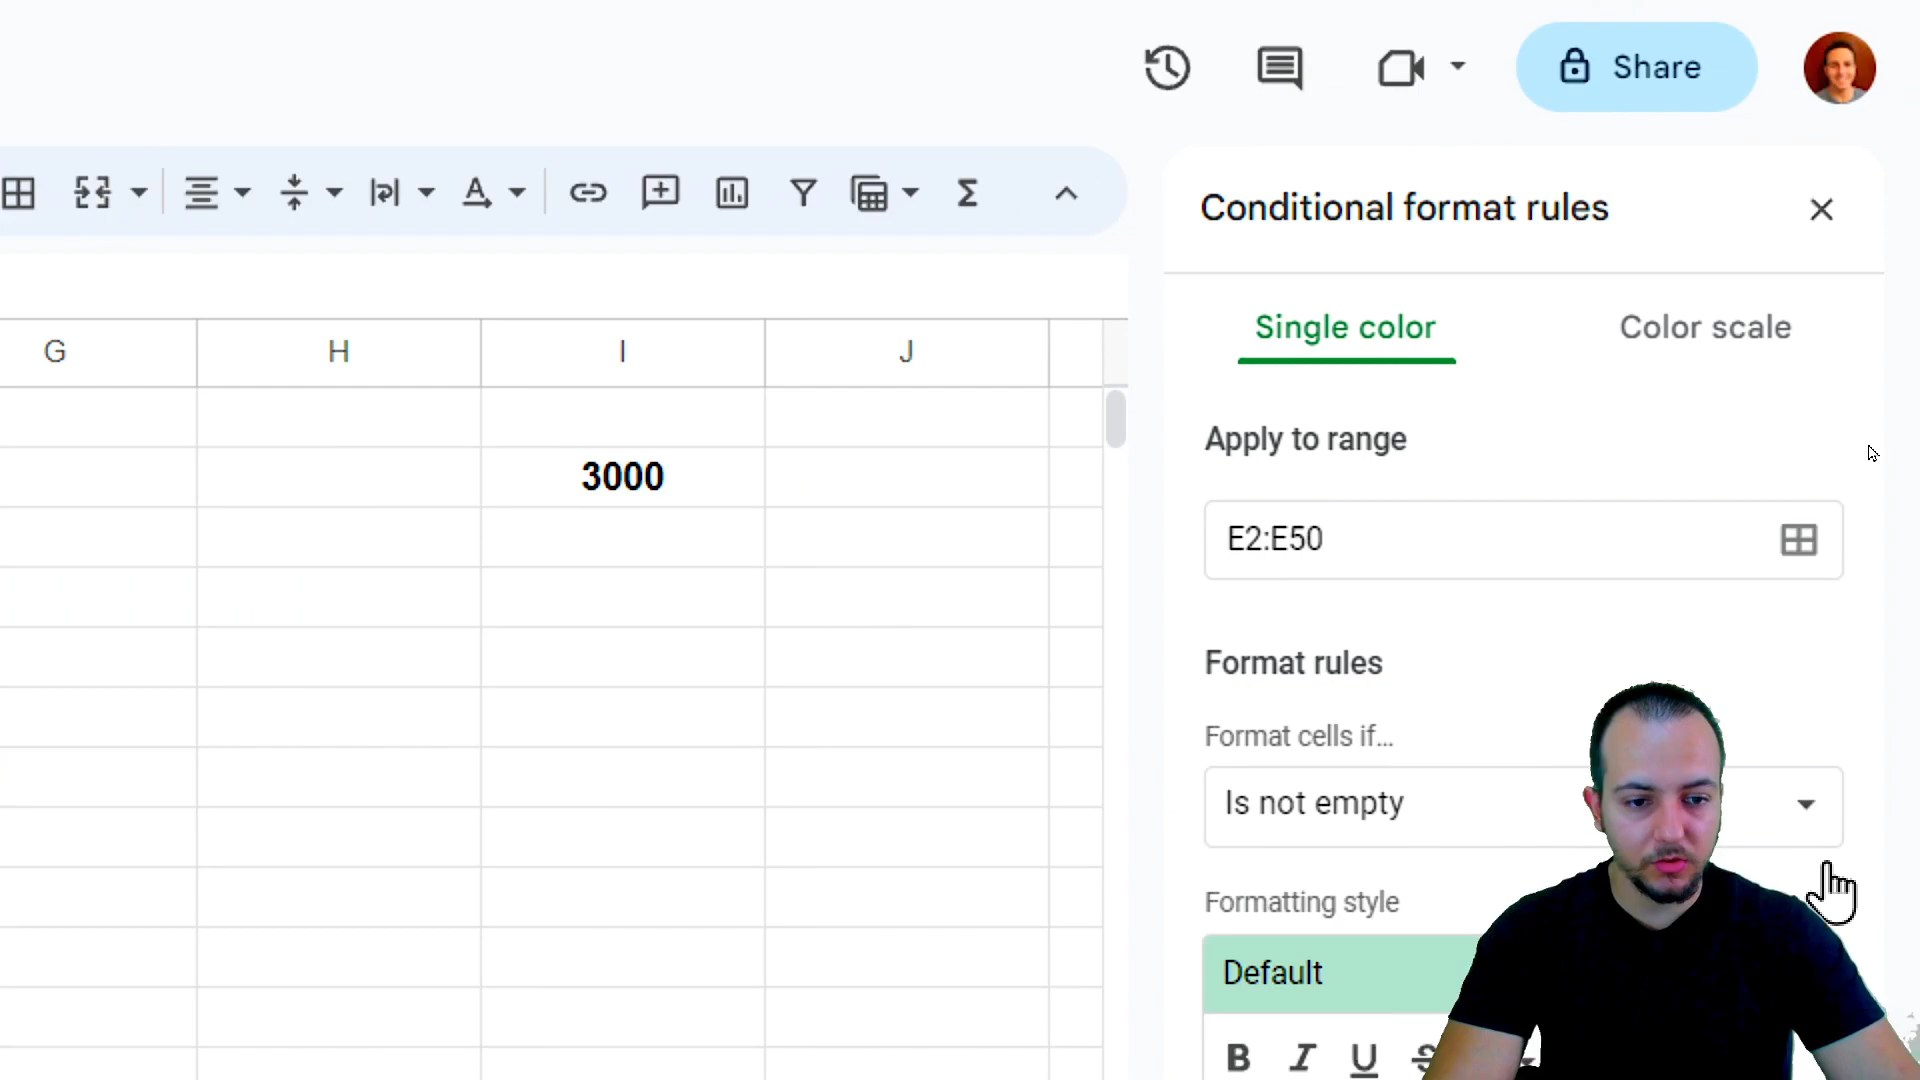 Share
Conditional format rules
Single color
Color scale
G
H
I
J
Apply to range
3000
E2:E50
Format rules
Format cells if…
Is not empty
Formatting style
Default
B I U S